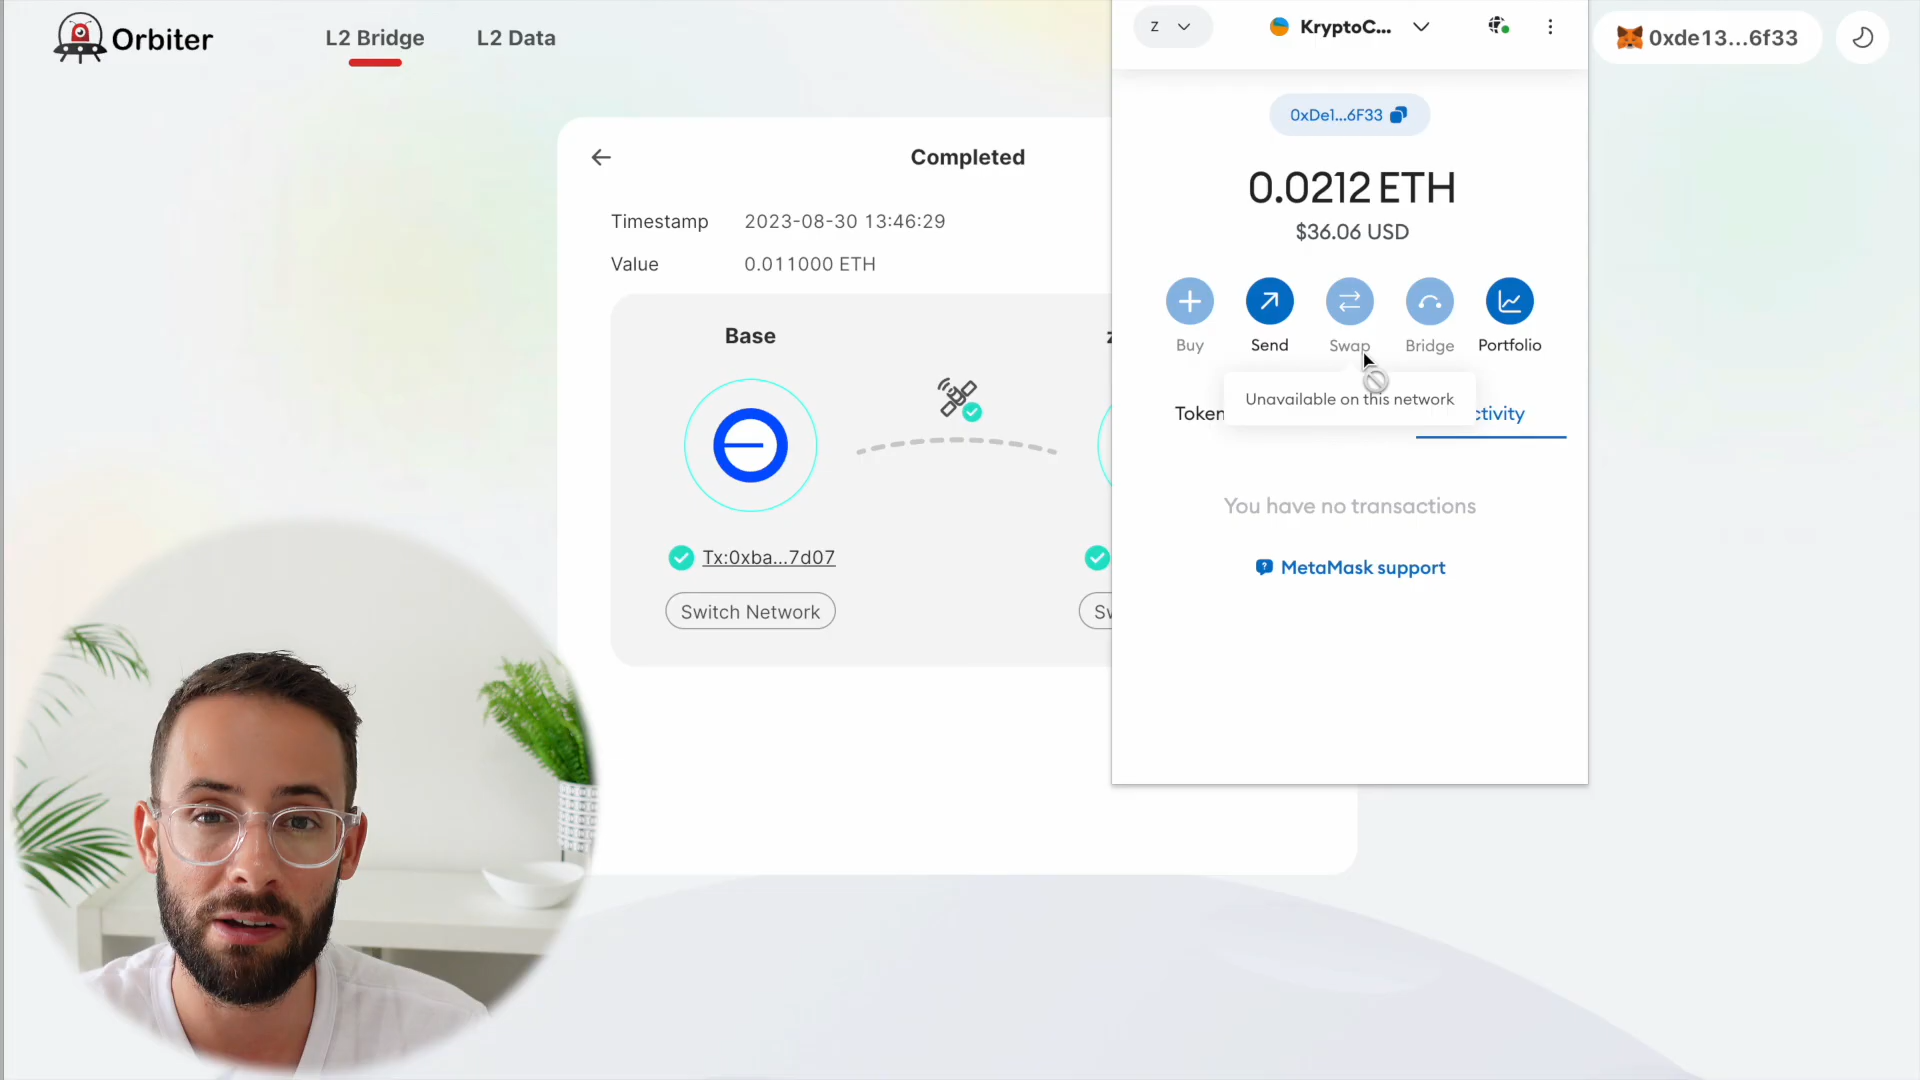 Orbiter
L2 Bridge
L2 Data
Z
KryptoC...
0xde13...6f33
0xDe1...6F33
0.0212 ETH
$36.06 USD
Buy
Send
Swap
Bridge
Portfolio
Unavailable on this network
Token
ctivity
You have no transactions
MetaMask support
Completed
Timestamp
2023-08-30 13:46:29
Value
0.011000 ETH
Base
z
Tx:0xba...7d07
Switch Network
Sw